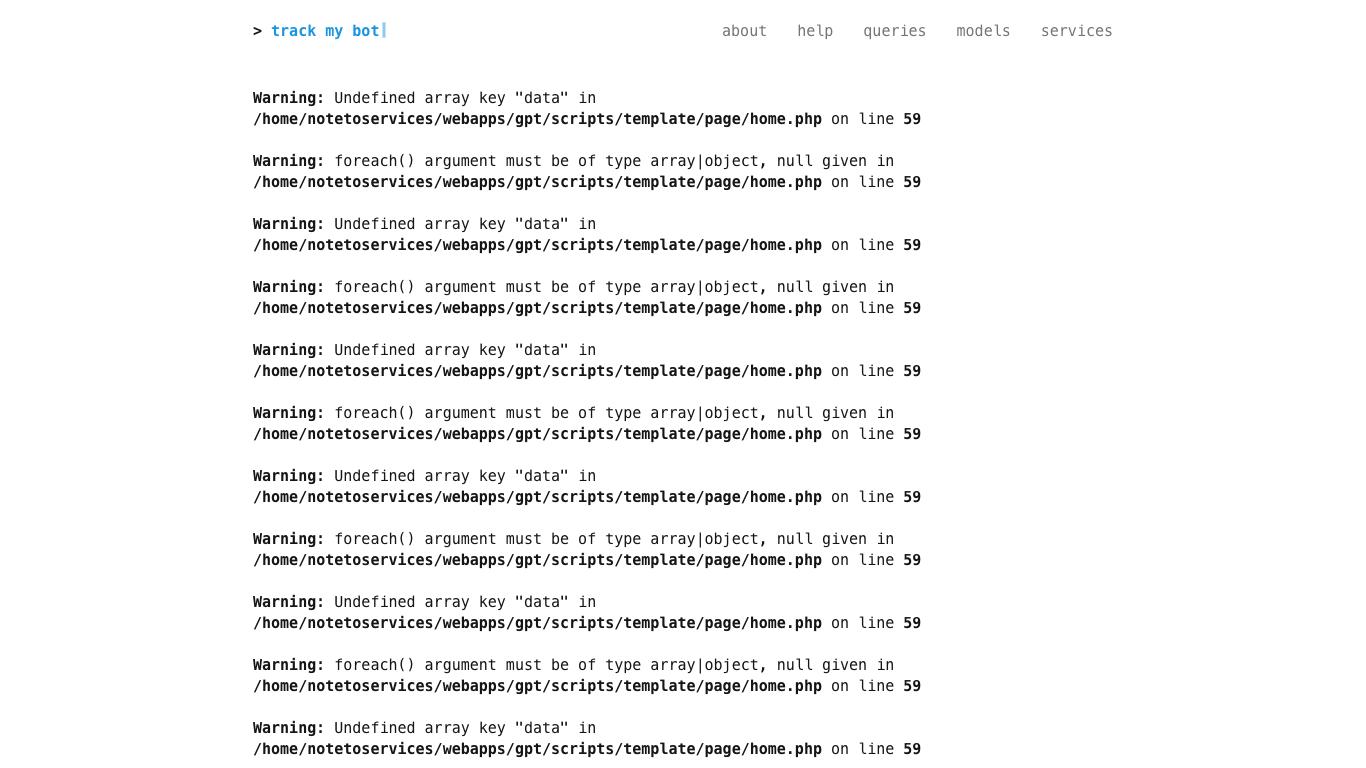 > track my bot
about help queries models services
Warning: Undefined array key "data" in
/home/notetoservices/webapps/gpt/scripts/template/page/home.php on line 59
Warning: foreach() argument must be of type array|object, null given in
/home/notetoservices/webapps/gpt/scripts/template/page/home.php on line 59
Warning: Undefined array key "data" in
/home/notetoservices/webapps/gpt/scripts/template/page/home.php on line 59
Warning: foreach() argument must be of type array|object, null given in
/home/notetoservices/webapps/gpt/scripts/template/page/home.php on line 59
Warning: Undefined array key "data" in
/home/notetoservices/webapps/gpt/scripts/template/page/home.php on line 59
Warning: foreach() argument must be of type array|object, null given in
/home/notetoservices/webapps/gpt/scripts/template/page/home.php on line 59
Warning: Undefined array key "data" in
/home/notetoservices/webapps/gpt/scripts/template/page/home.php on line 59
Warning: foreach() argument must be of type array|object, null given in
/home/notetoservices/webapps/gpt/scripts/template/page/home.php on line 59
Warning: Undefined array key "data" in
/home/notetoservices/webapps/gpt/scripts/template/page/home.php on line 59
Warning: foreach() argument must be of type array|object, null given in
/home/notetoservices/webapps/gpt/scripts/template/page/home.php on line 59
Warning: Undefined array key "data" in
/home/notetoservices/webapps/gpt/scripts/template/page/home.php on line 59